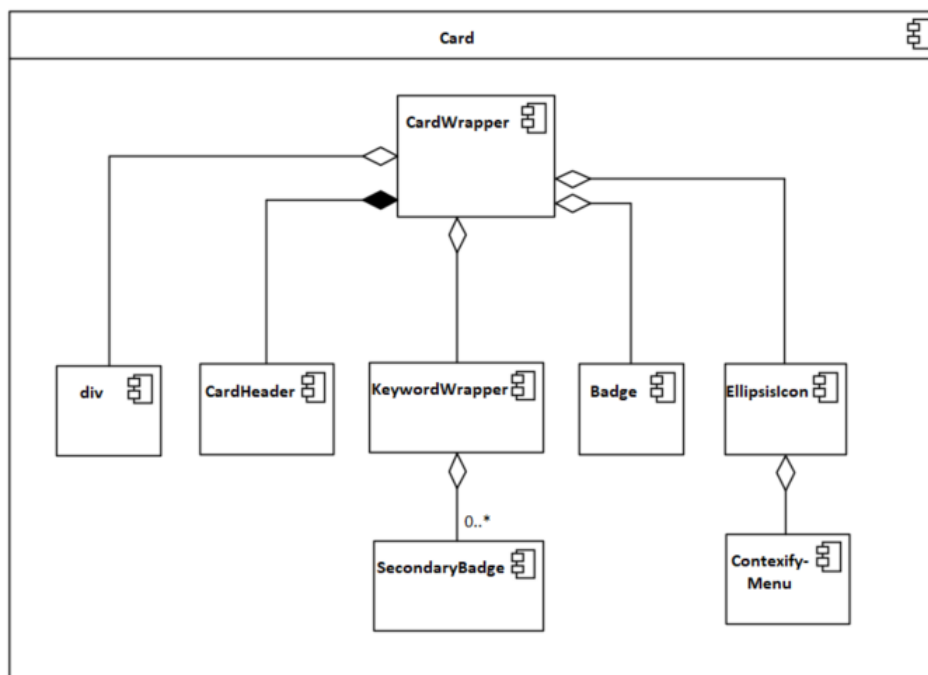 Card
CardWrapper
div
CardHeader
KeywordWrapper
Badge
EllipsisIcon
0..*
SecondaryBadge
Contexify-
Menu